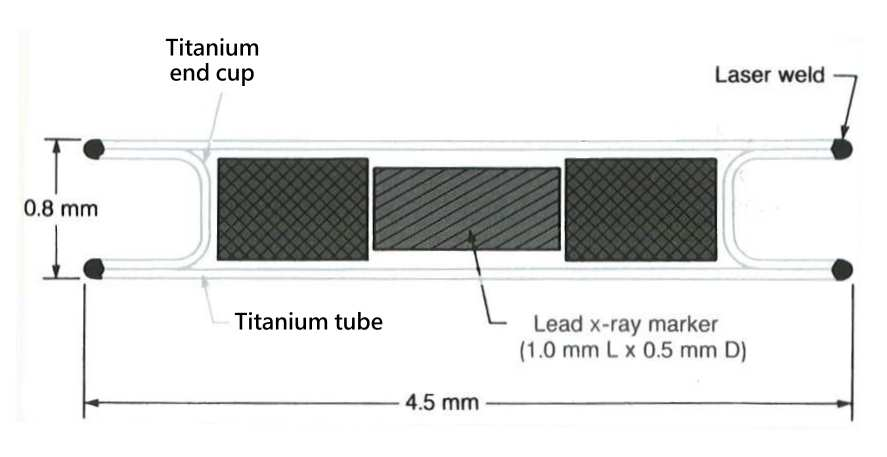 Titanium
end cup
Laser weld
0.8 mm
Titanium tube
Lead x-ray marker
(1.0 mm L x 0.5 mm D)
4.5 mm